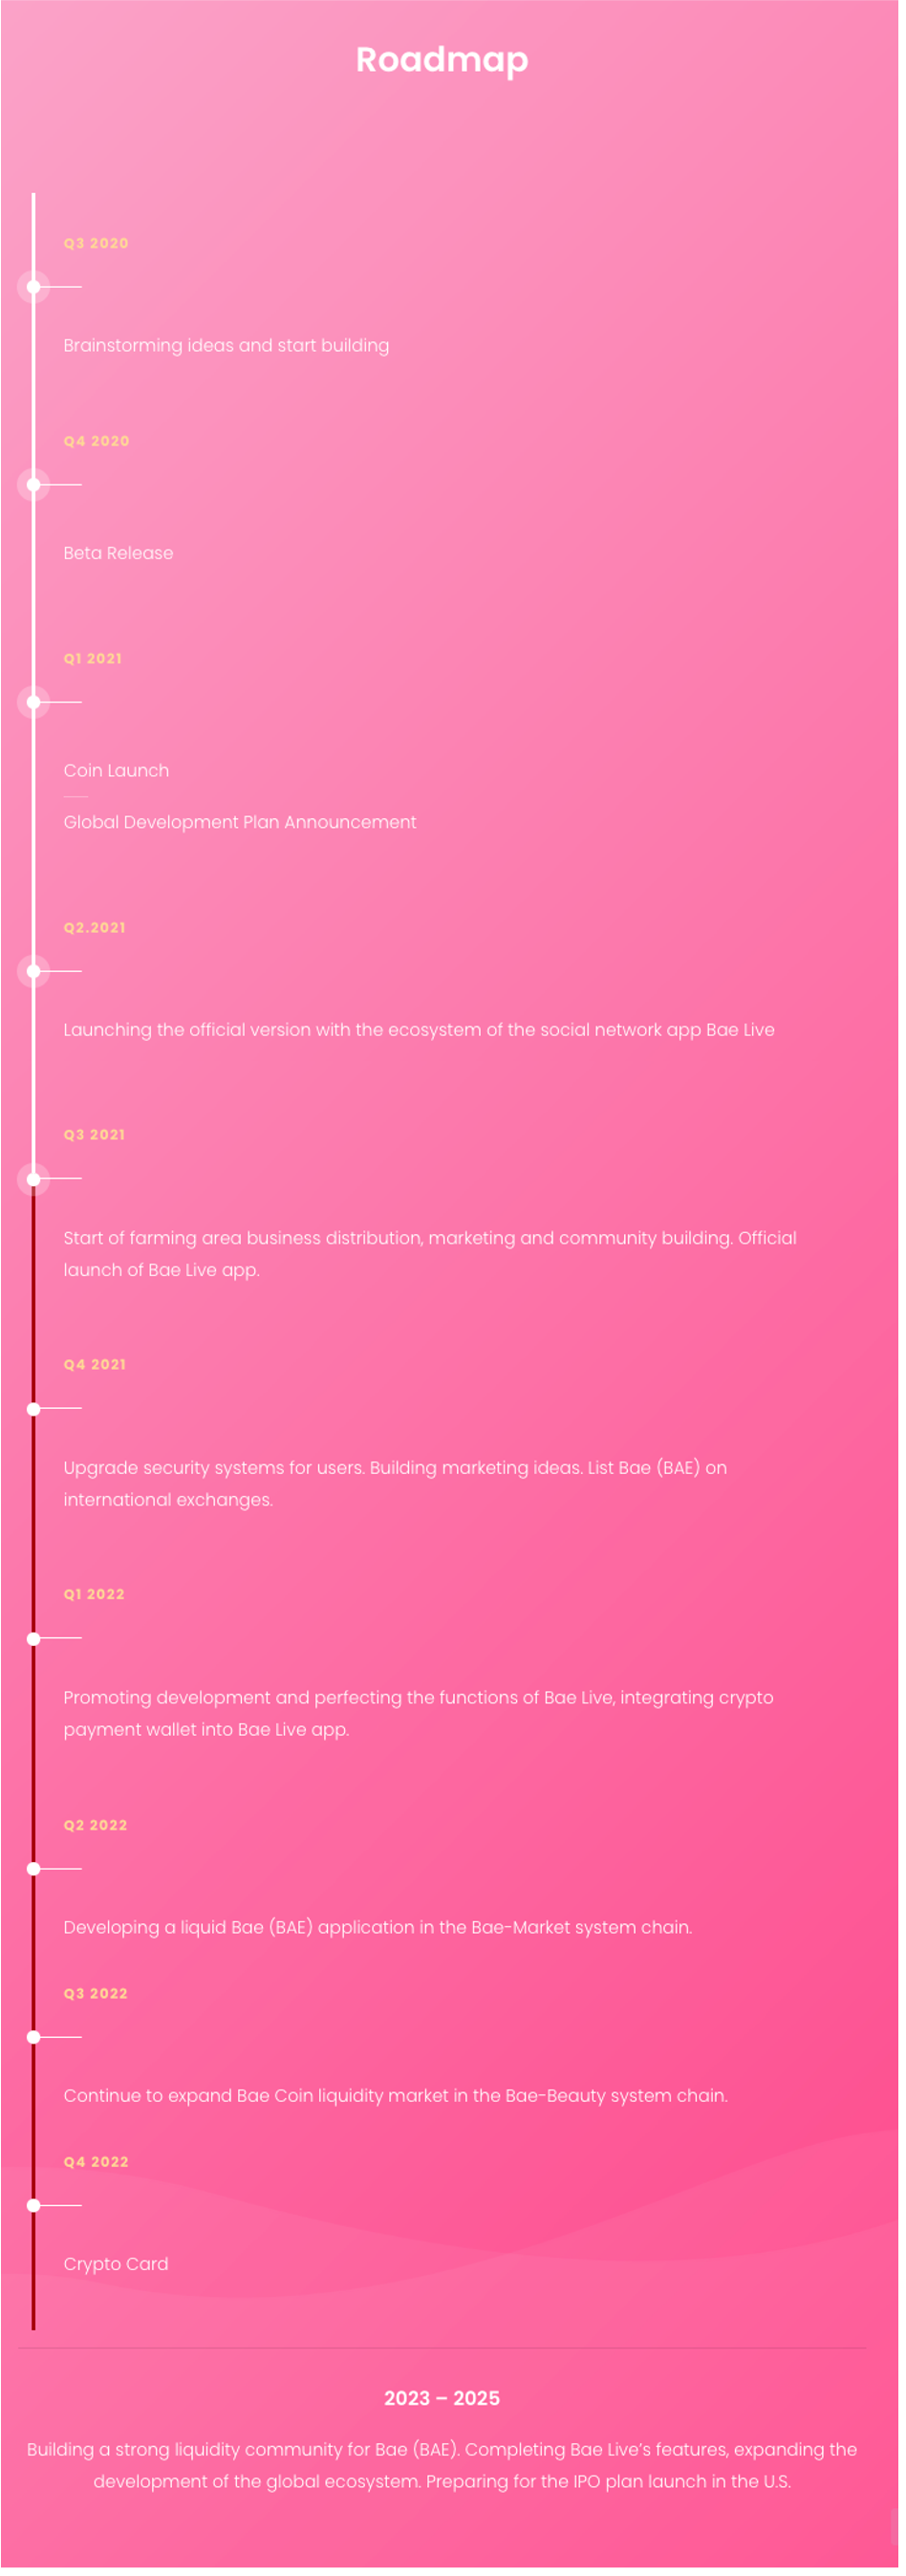 Roadmap
Q3 2020
Brainstorming ideas and start building
Q4 2020
Beta Release
Q1 2021
Coin Launch
Global Development Plan Announcement
Q2.2021
Launching the official version with the ecosystem of the social network app Bae Live
Q3 2021
Start of farming area business distribution, marketing and community building. Official
launch of Bae Live app.
Q4 2021
Upgrade security systems for users. Building marketing ideas. List Bae (BAE) on
international exchanges.
Q1 2022
Promoting development and perfecting the functions of Bae Live, integrating crypto
payment wallet into Bae Live app.
Q2 2022
Developing a liquid Bae (BAE) application in the Bae-Market system chain.
Q3 2022
Continue to expand Bae Coin liquidity market in the Bae-Beauty system chain.
Q4 2022
Crypto Card
2023 – 2025
Building a strong liquidity community for Bae (BAE). Completing Bae Live’s features, expanding the
development of the global ecosystem. Preparing for the IPO plan launch in the U.S.